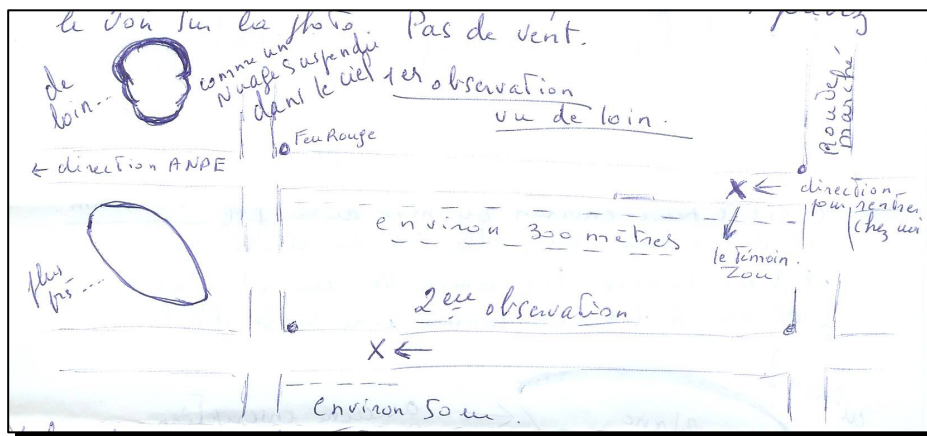 le voir sur la photo. Pas de vent.
de loin...
comme un
nuage suspendu
dans le ciel
1er observation
vu de loin.
Rond
marché
Feu Rouge
← direction ANPE
X ← direction
pour rentrer
chez moi
environ 300 mètres
le Témoin.
Zou
plus
près....
2eme observation.
X ←
environ 50 m.